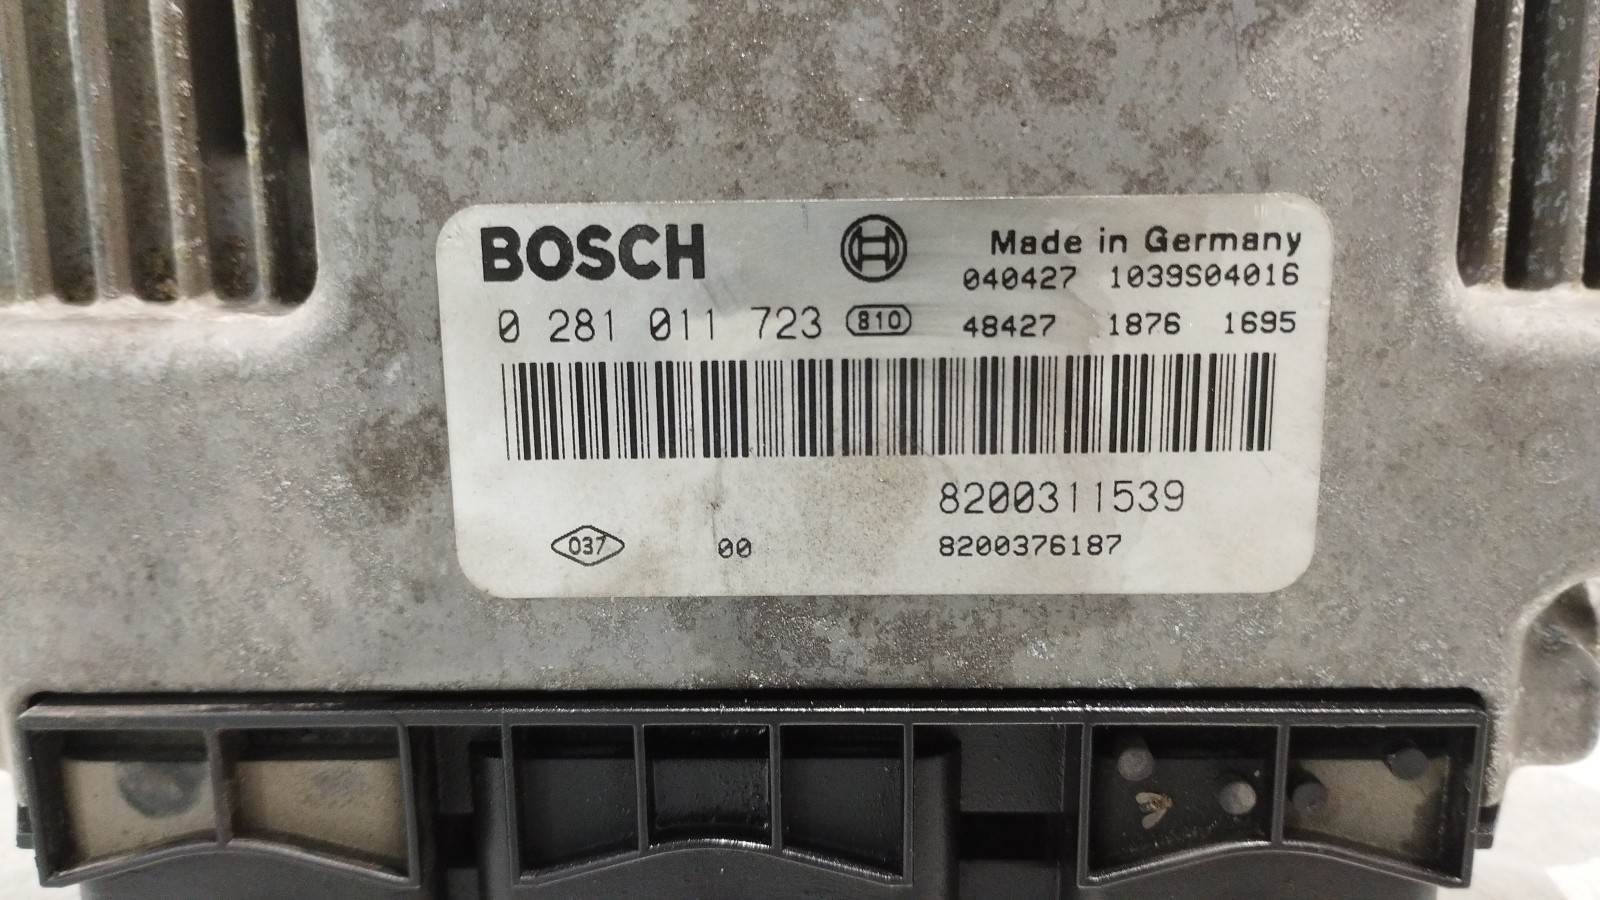 BOSCH
Made in Germany
040427 1039S04016
0 281 011 723 810 48427 1876 1695
8200311539
037 00 8200376187